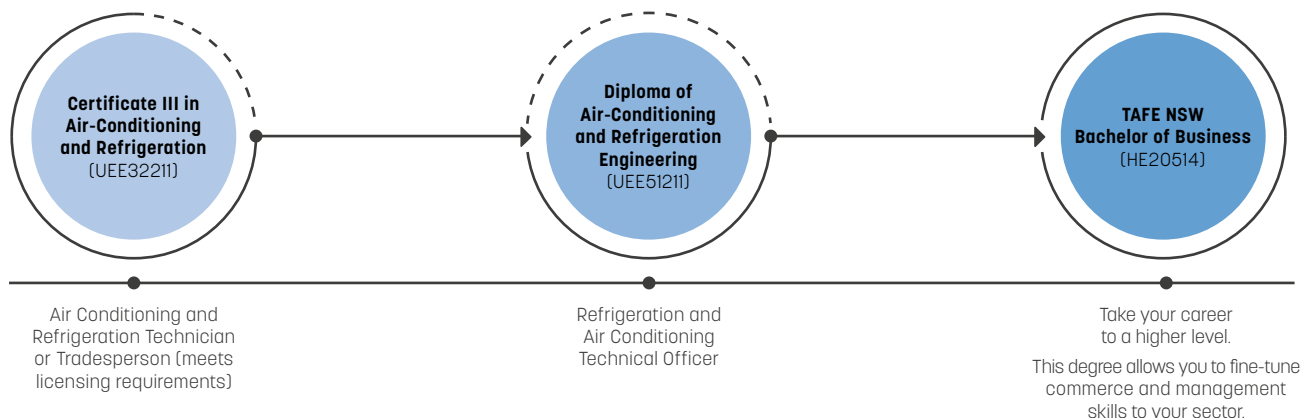 Certificate III in
Air-Conditioning
and Refrigeration
(UEE32211)
Diploma of
Air-Conditioning
and Refrigeration
Engineering
(UEE51211)
TAFE NSW
Bachelor of Business
(HE20514)
Air Conditioning and
Refrigeration Technician
or Tradesperson (meets
licensing requirements)
Refrigeration and
Air Conditioning
Technical Officer
Take your career
to a higher level.
This degree allows you to fine-tune
commerce and management
skills to your sector.